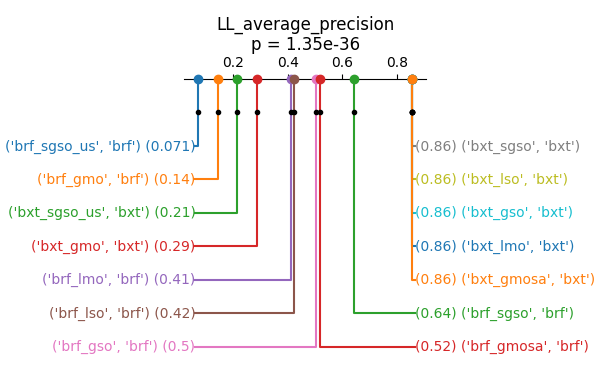 LL_average_precision
p = 1.35e-36
0.2 0.4 0.6 0.8
('brf_sgso_us', 'brf') (0.071)
(0.86) ('bxt_sgso', 'bxt')
('brf_gmo', 'brf') (0.14)
(0.86) ('bxt_lso', 'bxt')
('bxt_sgso_us', 'bxt') (0.21)
(0.86) ('bxt_gso', 'bxt')
('bxt_gmo', 'bxt') (0.29)
(0.86) ('bxt_lmo', 'bxt')
('brf_lmo', 'brf') (0.41)
(0.86) ('bxt_gmosa', 'bxt')
('brf_lso', 'brf') (0.42)
(0.64) ('brf_sgso', 'brf')
('brf_gso', 'brf') (0.5)
(0.52) ('brf_gmosa', 'brf')